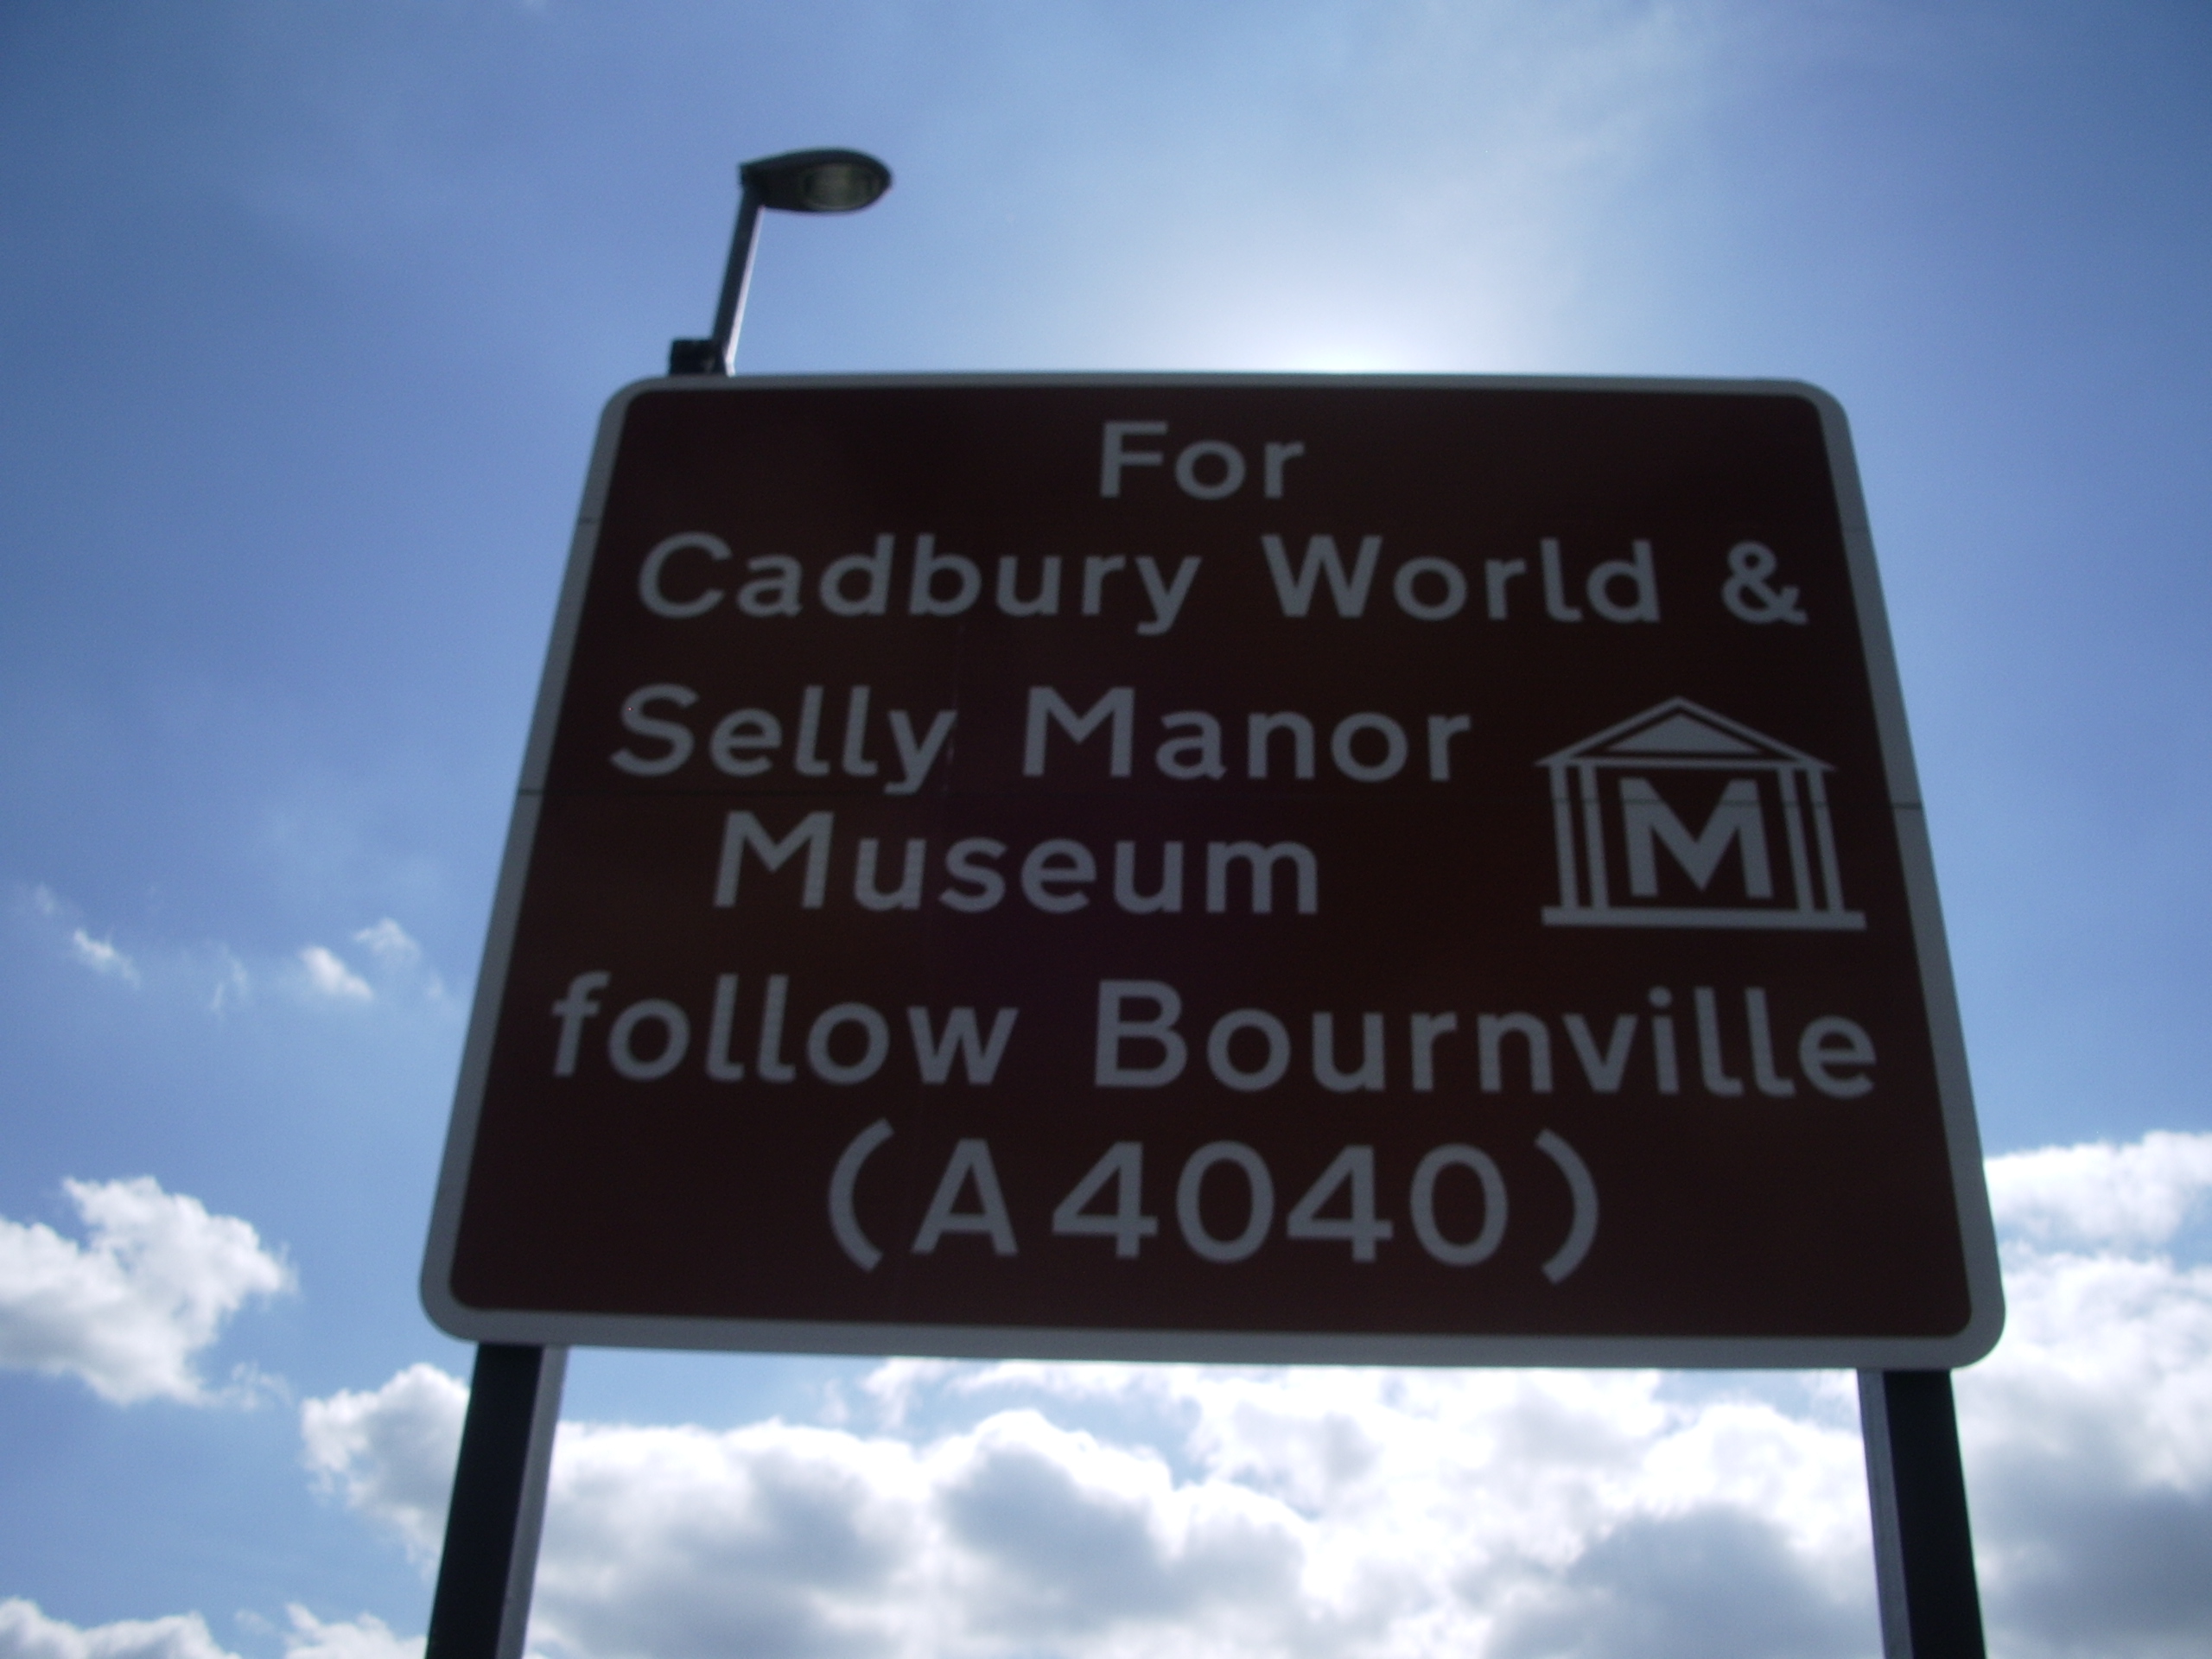 For
Cadbury World &
Selly Manor
Museum
M
follow Bournville
(A4040)